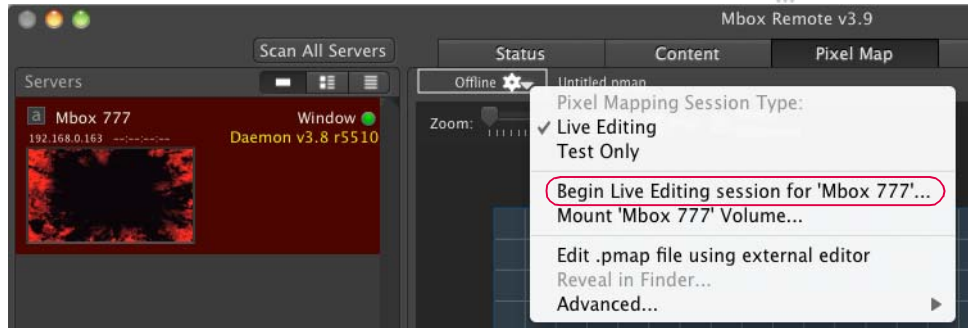 Mbox Remote v3.9
Scan All Servers
Status
Content
Pixel Map
Servers
Offline
Untitled.pmap
a Mbox 777
Window
192.168.0.163 --:--:--:--
Daemon v3.8 r5510
Zoom:
Pixel Mapping Session Type:
✓ Live Editing
Test Only
Begin Live Editing session for 'Mbox 777'...
Mount 'Mbox 777' Volume...
Edit .pmap file using external editor
Reveal in Finder...
Advanced...